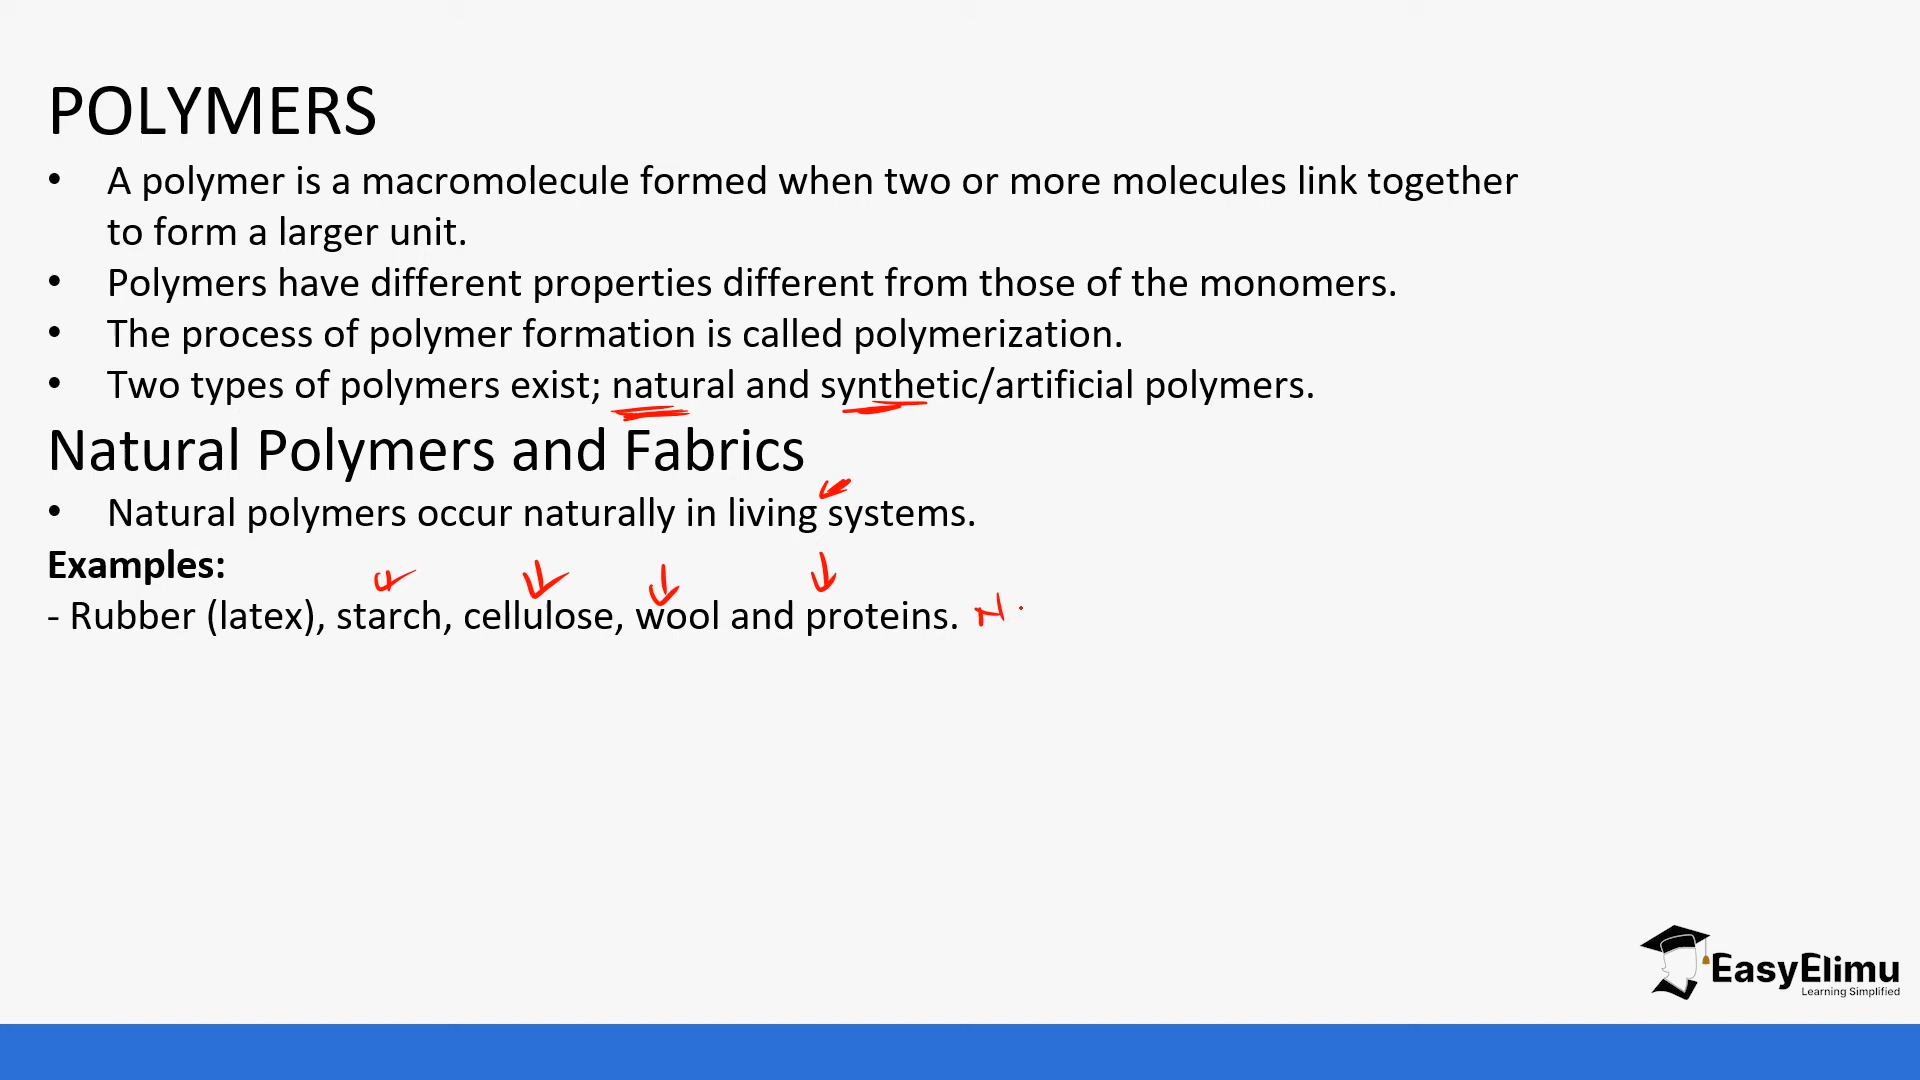 POLYMERS
• A polymer is a macromolecule formed when two or more molecules link together
to form a larger unit.
• Polymers have different properties different from those of the monomers.
• The process of polymer formation is called polymerization.
• Two types of polymers exist; natural and synthetic/artificial polymers.
Natural Polymers and Fabrics
• Natural polymers occur naturally in living systems.
Examples:
- Rubber (latex), starch, cellulose, wool and proteins. N
EasyElimu
Learning Simplified